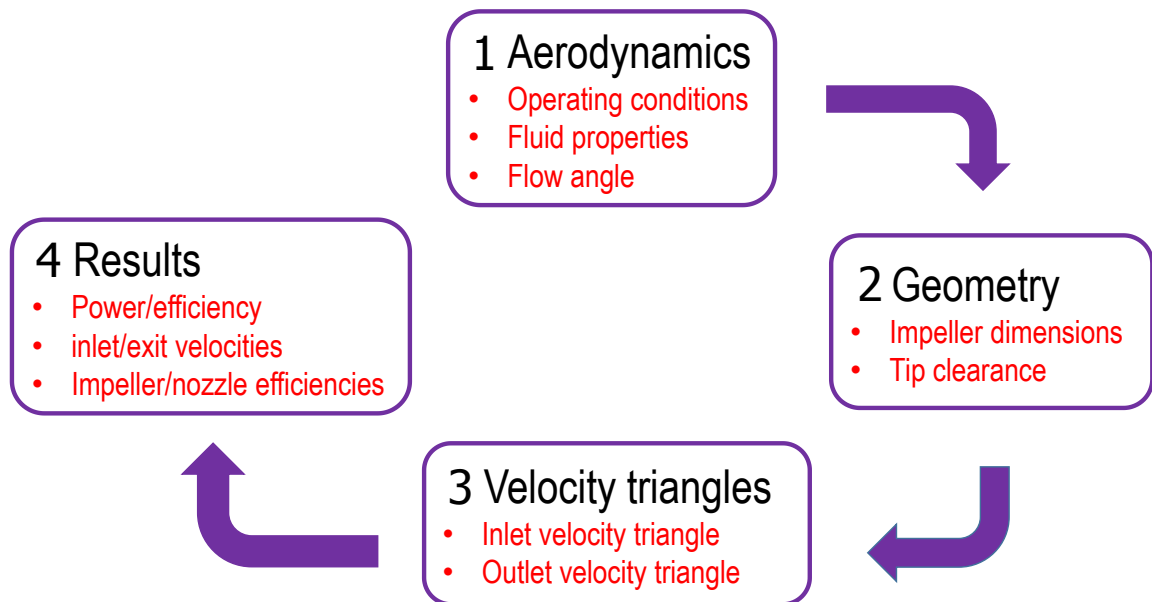 1 Aerodynamics
• Operating conditions
• Fluid properties
• Flow angle
2 Geometry
• Impeller dimensions
• Tip clearance
3 Velocity triangles
• Inlet velocity triangle
• Outlet velocity triangle
4 Results
• Power/efficiency
• inlet/exit velocities
• Impeller/nozzle efficiencies